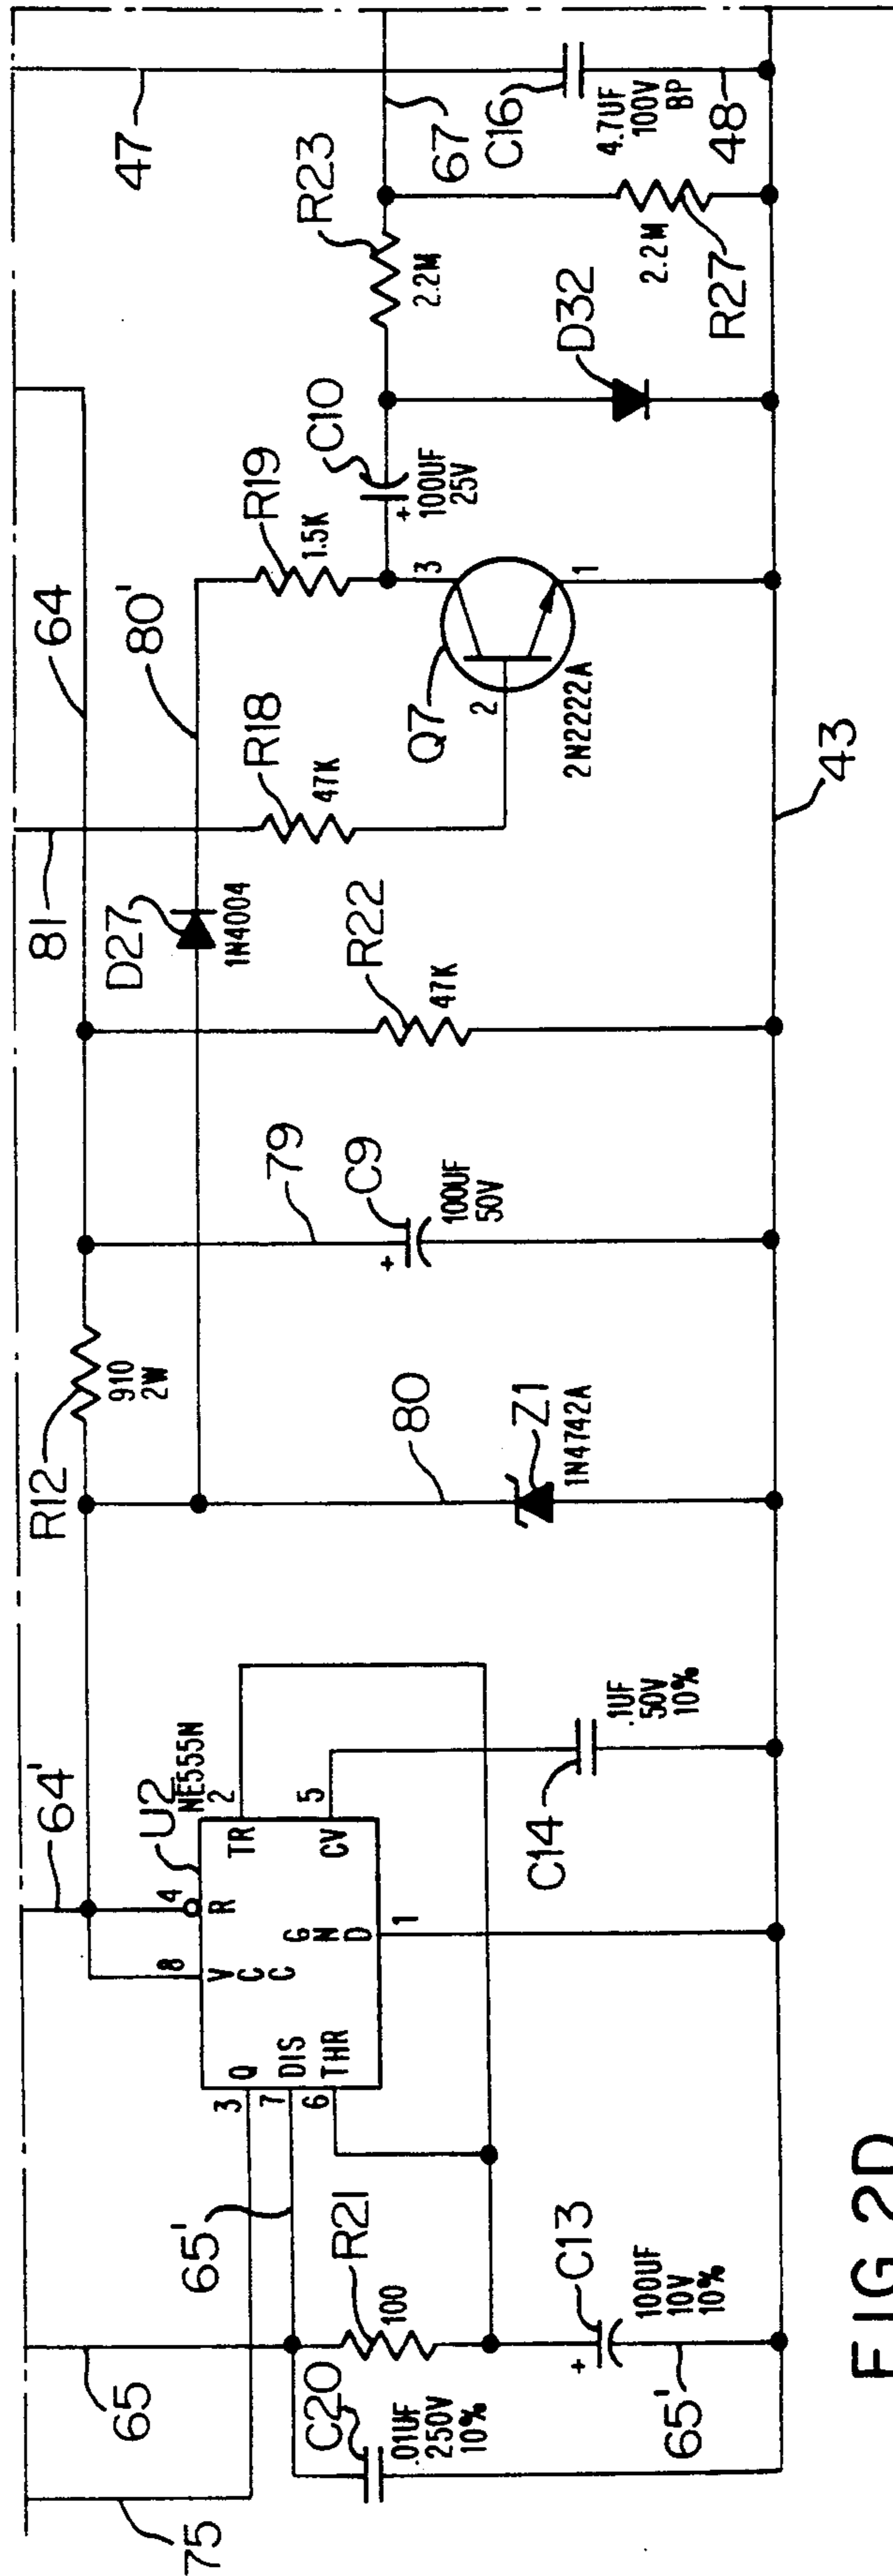 75
65
65'
64'
R12
80
79
C9
100UF
50V
81
D27
1N4004
64
80'
R19
1.5K
C10
+
100UF
25V
R23
2.2M
47
67
C16
4.7UF
100V
BP
48
910
2W
R22
47K
R18
47K
Q7
2
3
1
2N2222A
D32
2.2M
R27
C20
.01UF
250V
10%
R21
100
3
7
6
Q
DIS
THR
8
VCC
4
R
GND
1
U2
NE555N
2
TR
5
CV
C14
.1UF
50V
10%
+
Z1
1N4742A
+
C13
100UF
10V
10%
65'
43
FIG.2D